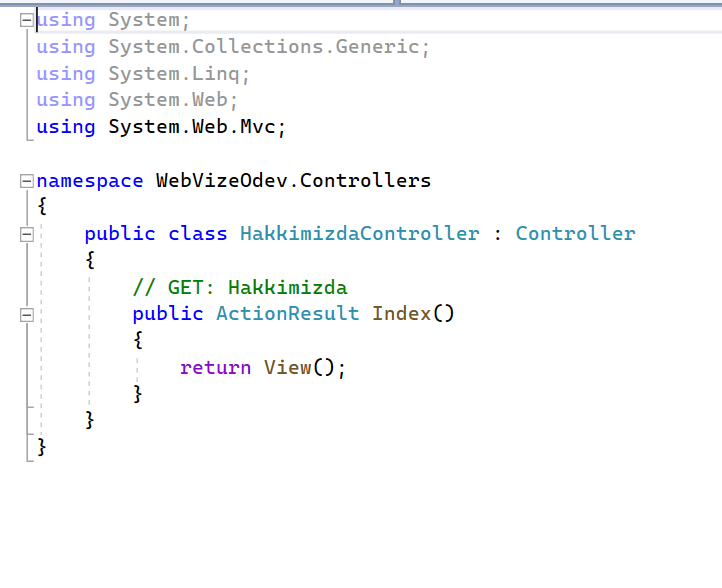 using System;
using System.Collections.Generic;
using System.Linq;
using System.Web;
using System.Web.Mvc;
namespace WebVizeOdev.Controllers
{
public class HakkimizdaController : Controller
{
// GET: Hakkimizda
public ActionResult Index()
{
return View();
}
}
}